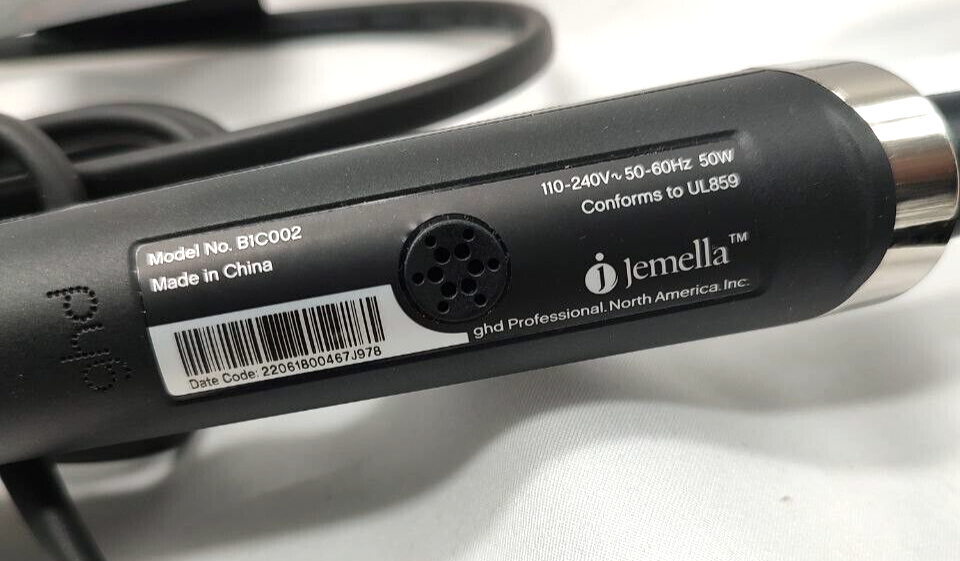 Model No. B1C002
Made in China
Date Code: 22061800467J978
110-240V~ 50-60Hz 50W
Conforms to UL859
jemella™
ghd Professional. North America. Inc.
ghd